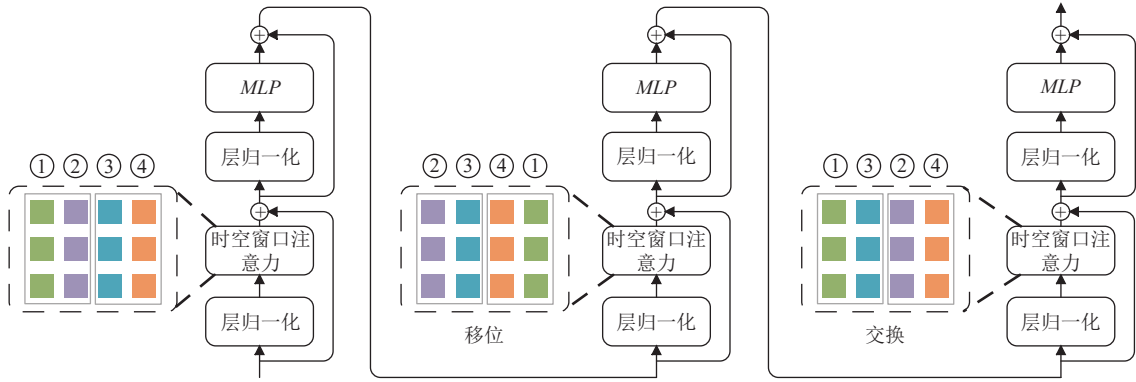 MLP
层归一化
① ② ③ ④
时空窗口注
意力
层归一化
MLP
层归一化
② ③ ④ ①
时空窗口注
意力
层归一化
移位
MLP
层归一化
① ③ ② ④
时空窗口注
意力
层归一化
交换